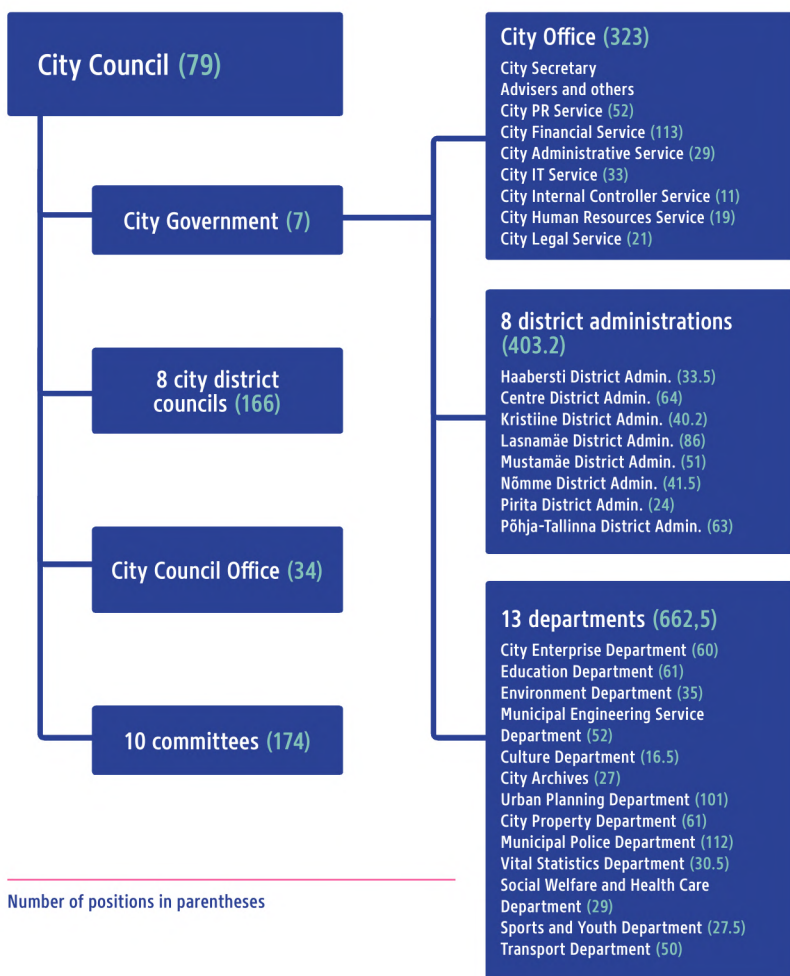 City Council (79)
City Government (7)
8 city district
councils (166)
City Council Office (34)
10 committees (174)
Number of positions in parentheses
City Office (323)
City Secretary
Advisers and others
City PR Service (52)
City Financial Service (113)
City Administrative Service (29)
City IT Service (33)
City Internal Controller Service (11)
City Human Resources Service (19)
City Legal Service (21)
8 district administrations
(403.2)
Haabersti District Admin. (33.5)
Centre District Admin. (64)
Kristiine District Admin. (40.2)
Lasnamäe District Admin. (86)
Mustamäe District Admin. (51)
Nõmme District Admin. (41.5)
Pirita District Admin. (24)
Põhja-Tallinna District Admin. (63)
13 departments (662,5)
City Enterprise Department (60)
Education Department (61)
Environment Department (35)
Municipal Engineering Service
Department (52)
Culture Department (16.5)
City Archives (27)
Urban Planning Department (101)
City Property Department (61)
Municipal Police Department (112)
Vital Statistics Department (30.5)
Social Welfare and Health Care
Department (29)
Sports and Youth Department (27.5)
Transport Department (50)